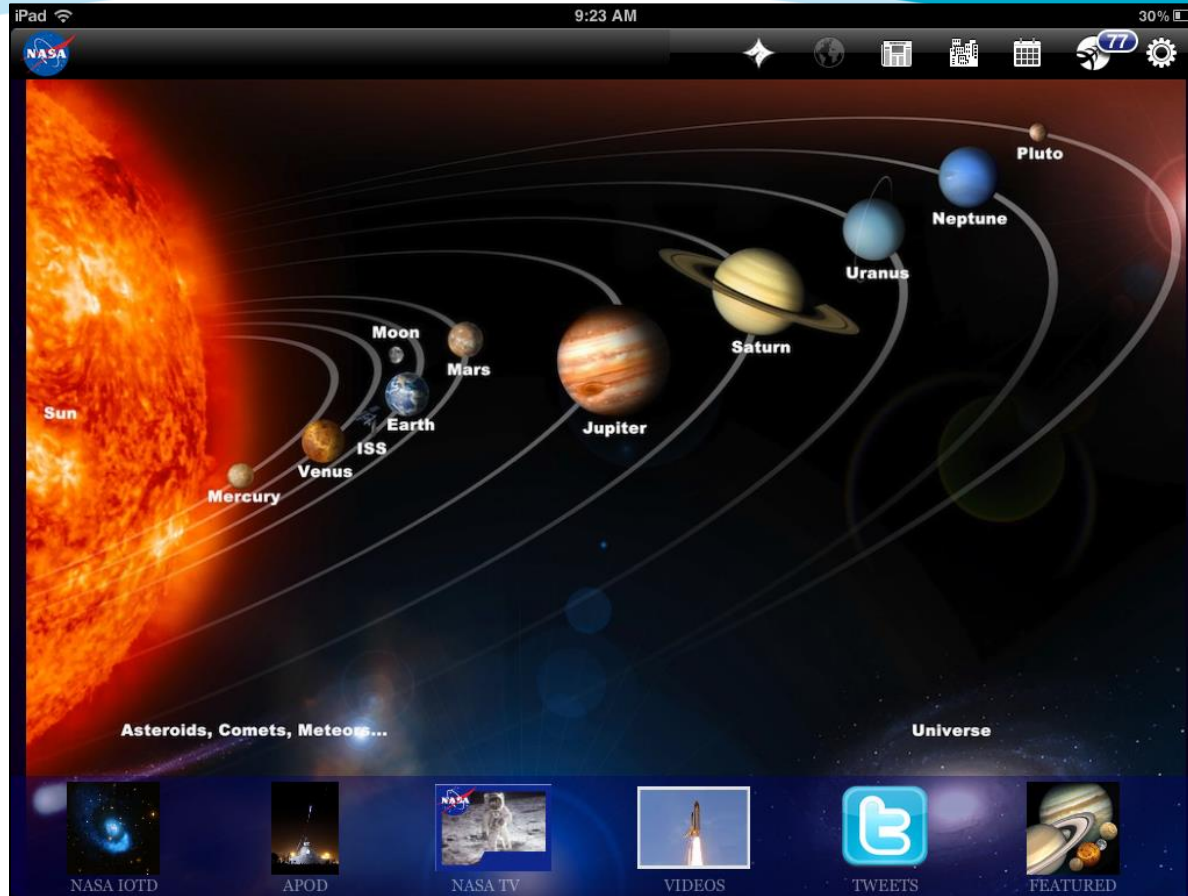 iPad 9:23 AM 30%
NASA 77
Pluto
Neptune
Uranus
Saturn
Moon
Mars
Sun
Earth
Jupiter
ISS
Venus
Mercury
Asteroids, Comets, Meteors...
Universe
NASA
NASA IOTD APOD NASA TV VIDEOS TWEETS FEATURED